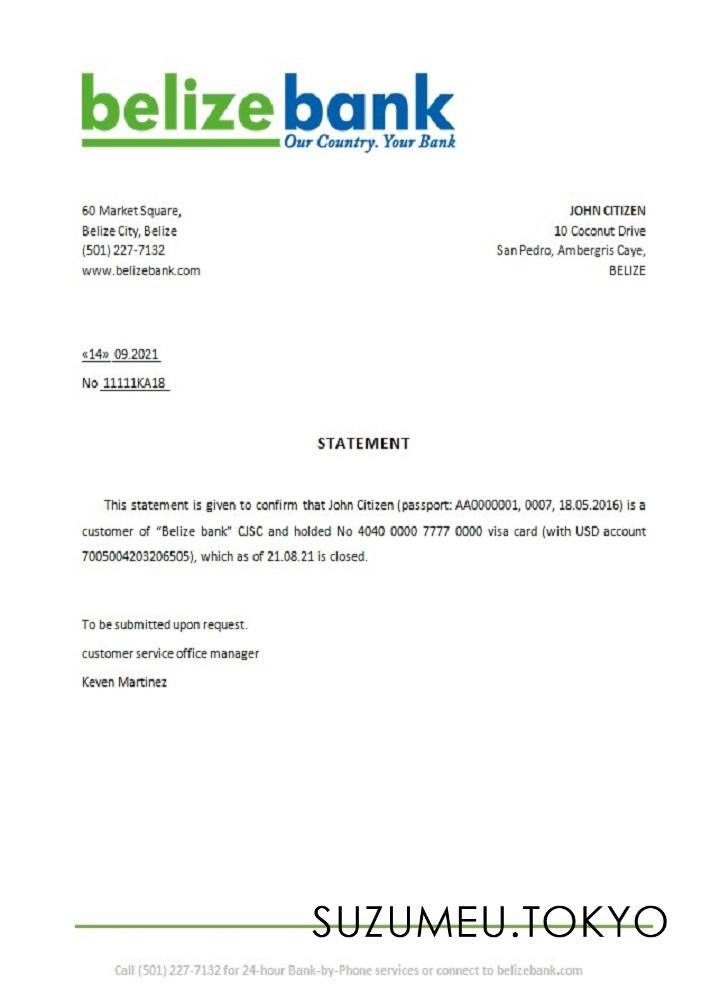 belizebank
Our Country. Your Bank
60 Market Square,
Belize City, Belize
(501) 227-7132
www.belizebank.com
JOHN CITIZEN
10 Coconut Drive
San Pedro, Ambergris Caye,
BELIZE
«14» 09.2021
No 11111KA18
STATEMENT
This statement is given to confirm that John Citizen (passport: AA0000001, 0007, 18.05.2016) is a
customer of “Belize bank” CJSC and holded No 4040 0000 7777 0000 visa card (with USD account
7005004203206505), which as of 21.08.21 is closed.
To be submitted upon request.
customer service office manager
Keven Martinez
SUZUMEU.TOKYO
Call (501) 227-7132 for 24-hour Bank-by-Phone services or connect to belizebank.com